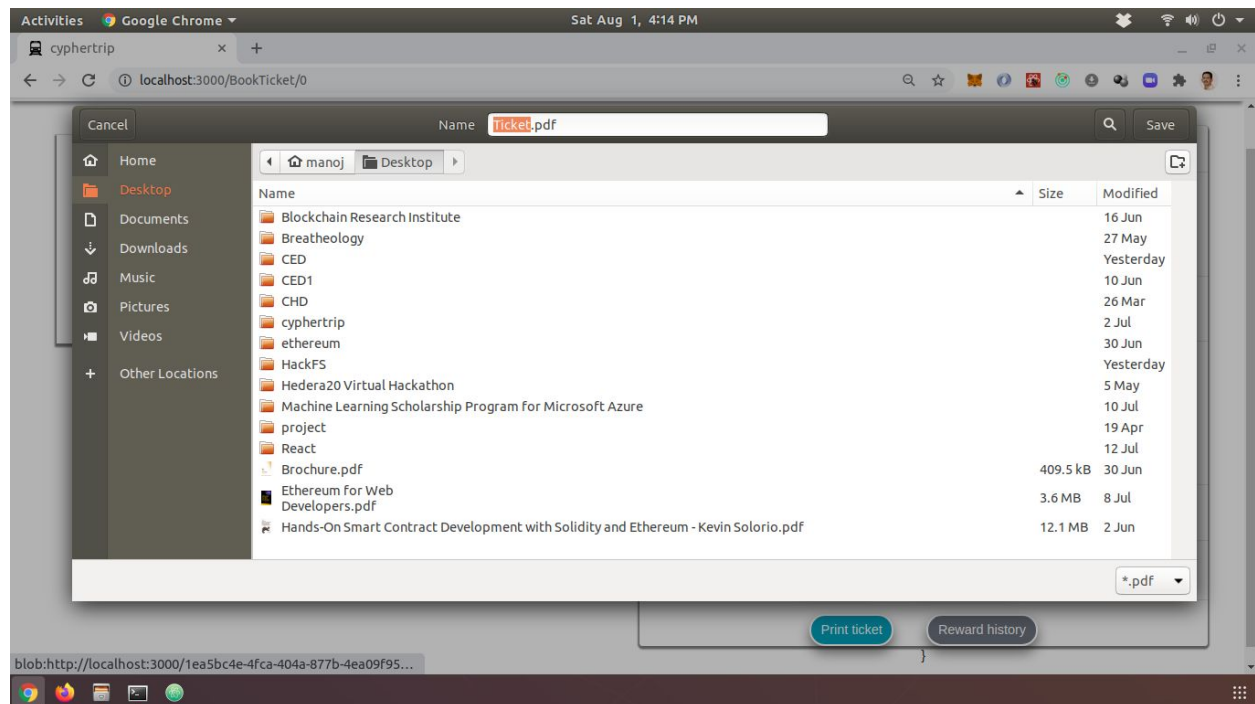 Activities Google Chrome Sat Aug 1, 4:14 PM
cyphertrip
localhost:3000/BookTicket/0
Cancel Name Ticket.pdf Save
Home manoj Desktop
Desktop Name Size Modified
Documents Blockchain Research Institute 16 Jun
Breatheology 27 May
Downloads CED Yesterday
Music CED1 10 Jun
Pictures CHD 26 Mar
cyphertrip 2 Jul
Videos ethereum 30 Jun
HackFS Yesterday
Other Locations Hedera20 Virtual Hackathon 5 May
Machine Learning Scholarship Program for Microsoft Azure 10 Jul
project 19 Apr
React 12 Jul
Brochure.pdf 409.5 kB 30 Jun
Ethereum for Web
Developers.pdf 3.6 MB 8 Jul
Hands-On Smart Contract Development with Solidity and Ethereum - Kevin Solorio.pdf 12.1 MB 2 Jun
*.pdf
Print ticket Reward history
}
blob:http://localhost:3000/1ea5bc4e-4fca-404a-877b-4ea09f95...